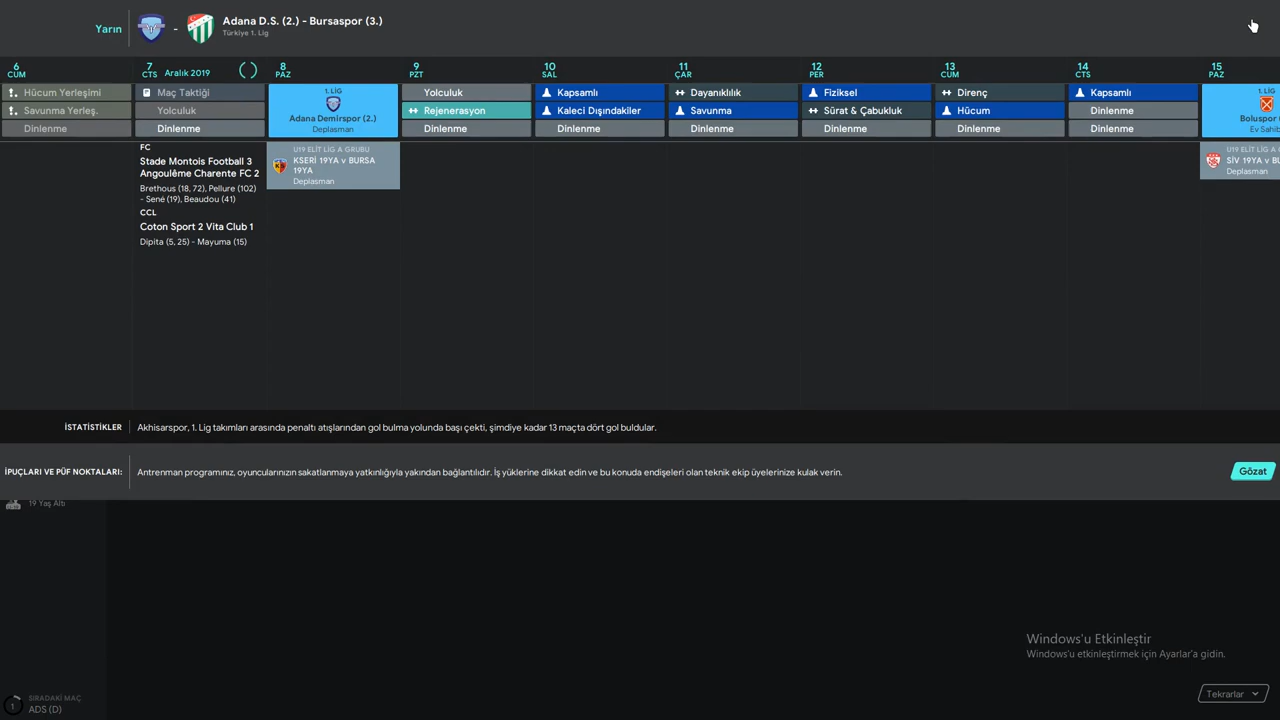 Yarın
Adana D.S. (2.) - Bursaspor (3.)
Türkiye 1. Lig
6 CUM
7 CTS Aralık 2019
8 PAZ
9 PZT
10 SAL
11 ÇAR
12 PER
13 CUM
14 CTS
15 PAZ
Hücum Yerleşimi
Savunma Yerleş.
Dinlenme
Maç Taktiği
Yolculuk
Dinlenme
1. LİG
Adana Demirspor (2.)
Deplasman
Yolculuk
Rejenerasyon
Dinlenme
Kapsamlı
Kaleci Dışındakiler
Dinlenme
Dayanıklılık
Savunma
Dinlenme
Fiziksel
Sürat & Çabukluk
Dinlenme
Direnç
Hücum
Dinlenme
Kapsamlı
Dinlenme
Dinlenme
1. LİG
Boluspor (
Ev Sahib
FC
Stade Montois Football 3
Angoulême Charente FC 2
Brethous (18, 72), Pellure (102)
- Sené (19), Beaudou (41)
CCL
Coton Sport 2 Vita Club 1
Dipita (5, 25) - Mayuma (15)
U19 ELİT LİG A GRUBU
KSERİ 19YA v BURSA
19YA
Deplasman
U19 ELİT LİG A G
SİV 19YA v BU
Deplasman
İSTATİSTİKLER
Akhisarspor, 1. Lig takımları arasında penaltı atışlarından gol bulma yolunda başı çekti, şimdiye kadar 13 maçta dört gol buldular.
İPUÇLARI VE PÜF NOKTALARI:
Antrenman programınız, oyuncularınızın sakatlanmaya yatkınlığıyla yakından bağlantılıdır. İş yüklerine dikkat edin ve bu konuda endişeleri olan teknik ekip üyelerinize kulak verin.
Gözat
19 Yaş Altı
Windows'u Etkinleştir
Windows'u etkinleştirmek için Ayarlar'a gidin.
Tekrarlar
1
SIRADAKİ MAÇ
ADS (D)